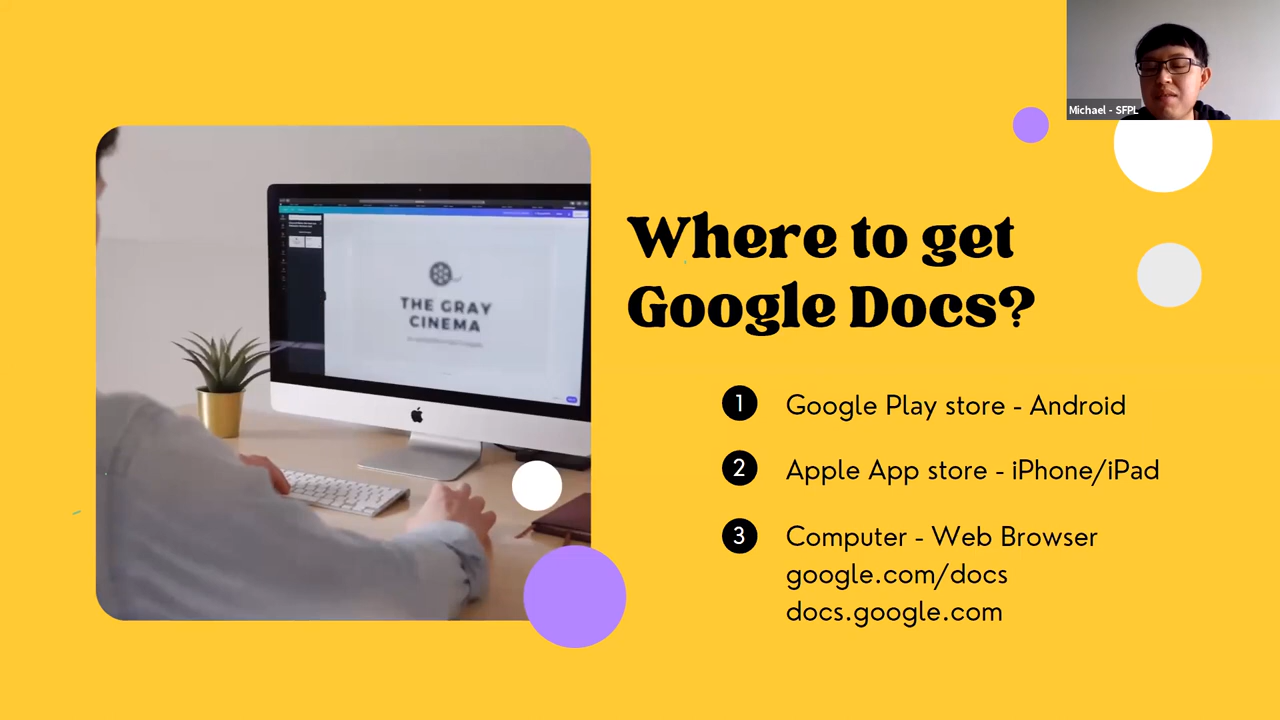 Michael - SFPL
THE GRAY
CINEMA
Where to get
Google Docs?
1 Google Play store - Android
2 Apple App store - iPhone/iPad
3 Computer - Web Browser
google.com/docs
docs.google.com